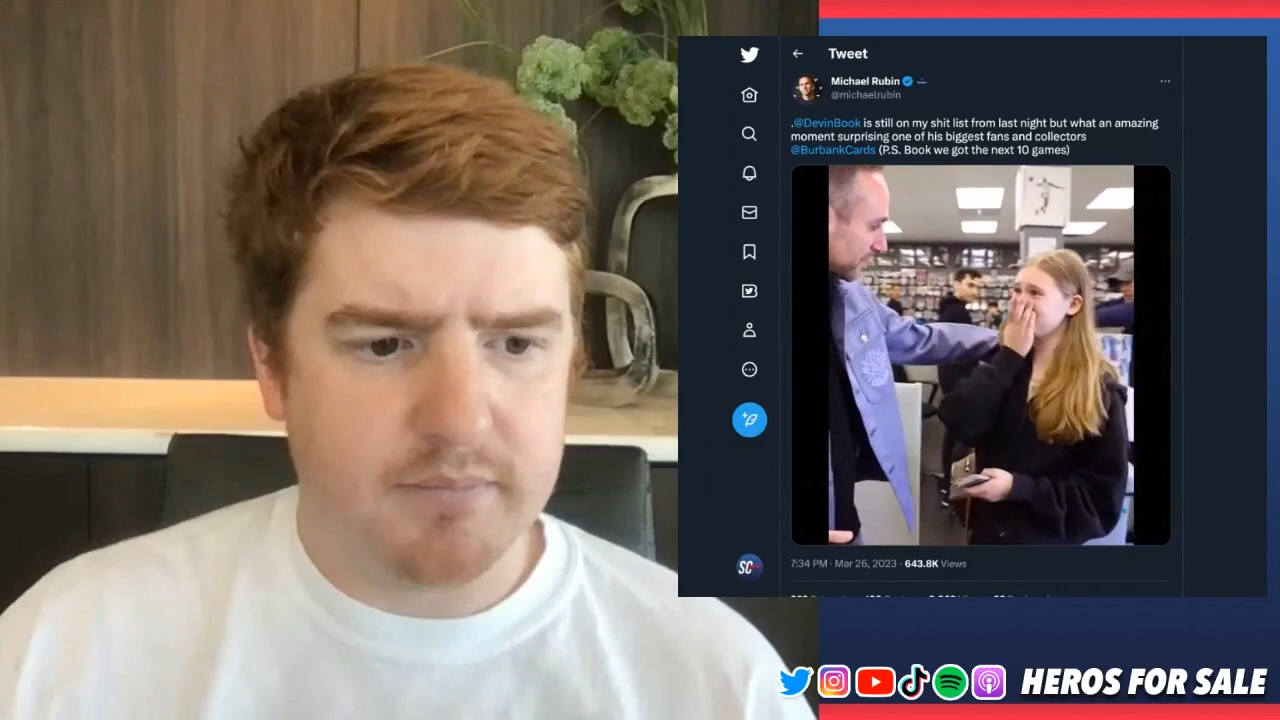 Tweet
Michael Rubin
@michaelrubin
.@DevinBook is still on my shit list from last night but what an amazing
moment surprising one of his biggest fans and collectors
@BurbankCards (P.S. Book we got the next 10 games)
7:34 PM · Mar 26, 2023 · 643.8K Views
SC
HEROS FOR SALE